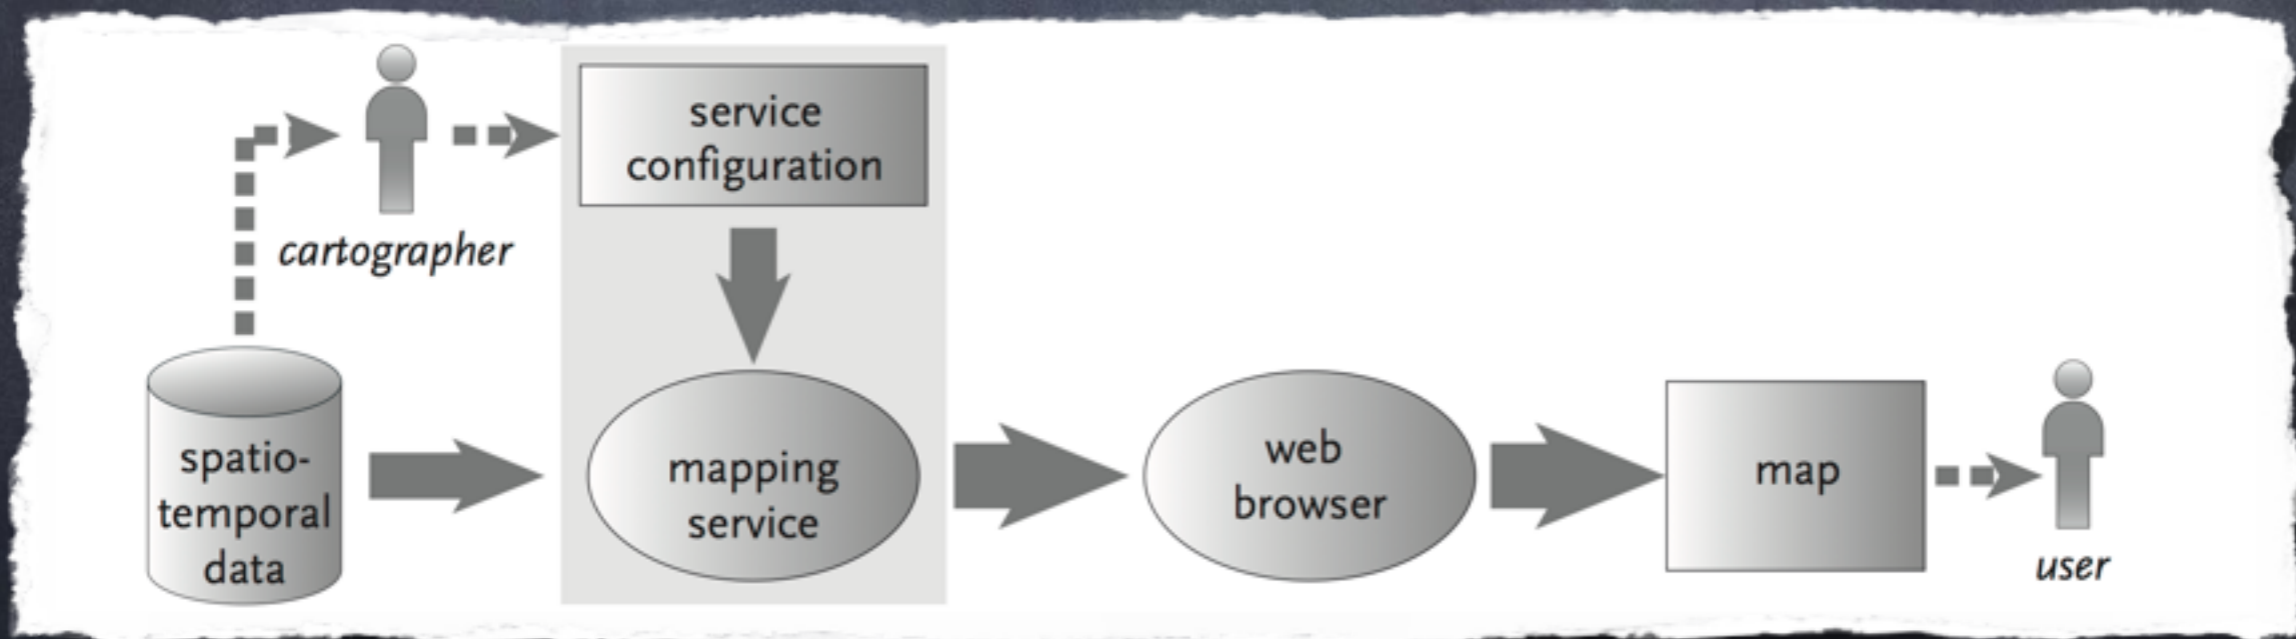 service
configuration
cartographer
spatio-
temporal
data
mapping
service
web
browser
map
user